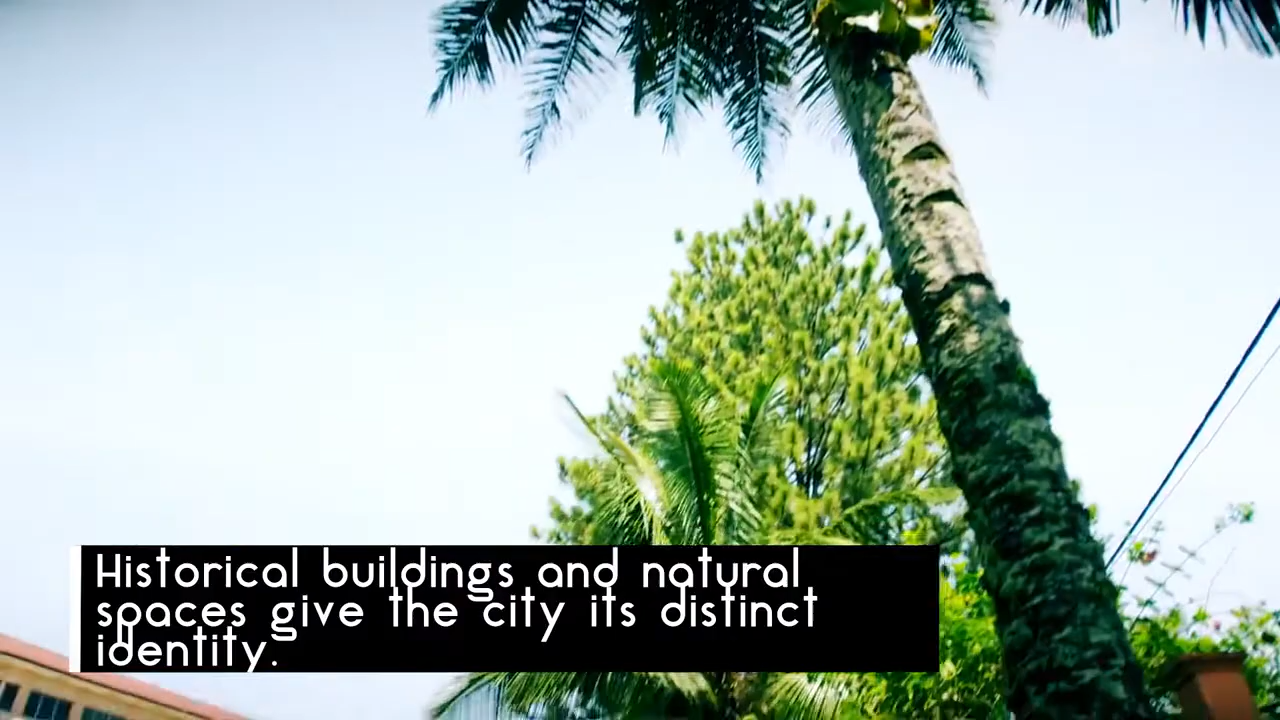 Historical buildings and natural
spaces give the city its distinct
identity.